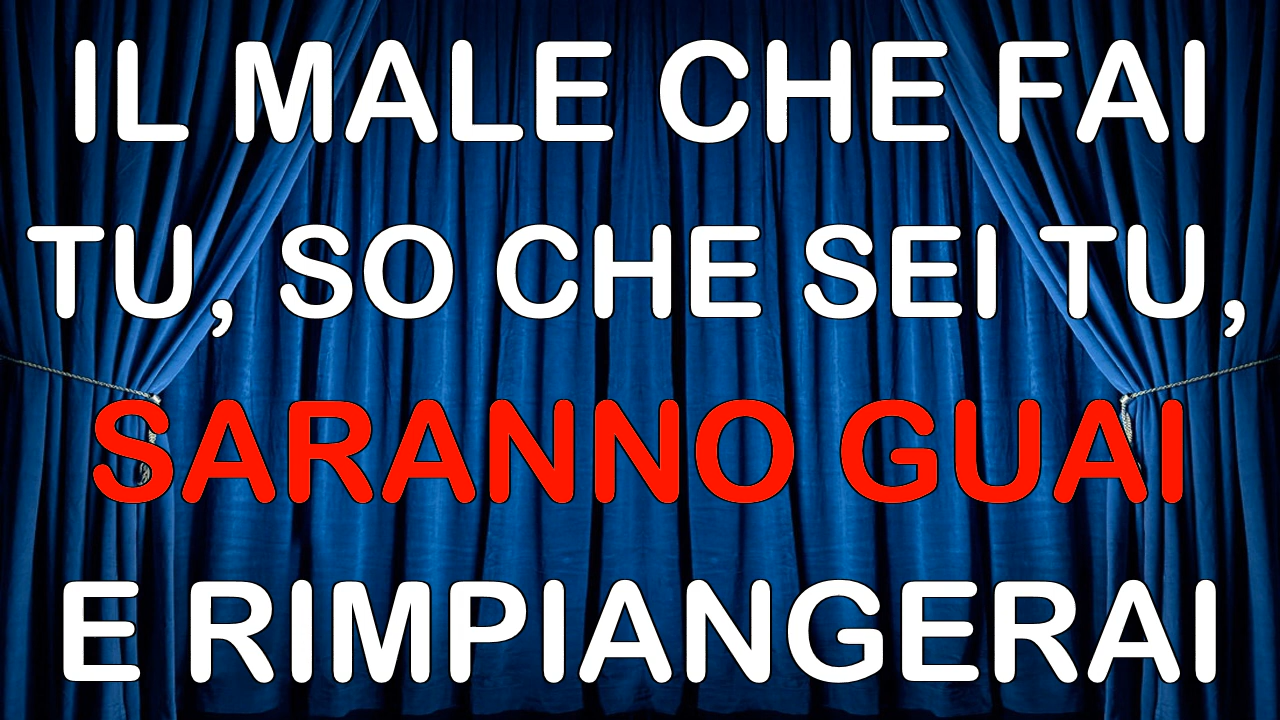 IL MALE CHE FAI
TU, SO CHE SEI TU,
SARANNO GUAI
E RIMPIANGERAI